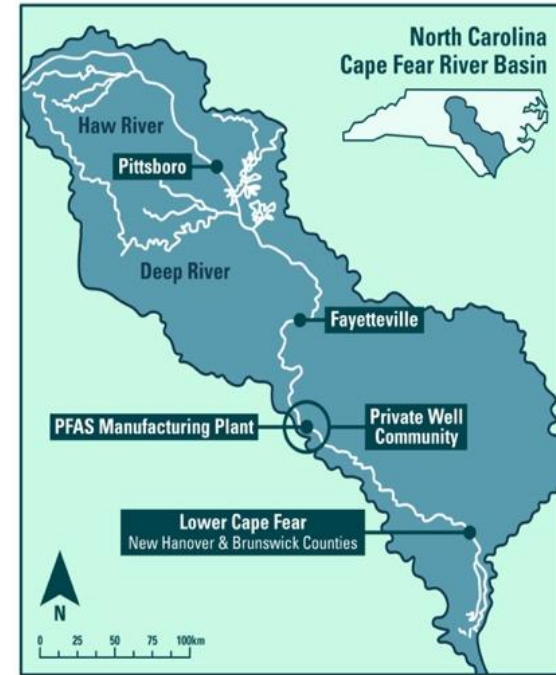 North Carolina
Cape Fear River Basin
Haw River
Pittsboro
Deep River
Fayetteville
PFAS Manufacturing Plant
Private Well
Community
Lower Cape Fear
New Hanover & Brunswick Counties
N
0 25 50 75 100km